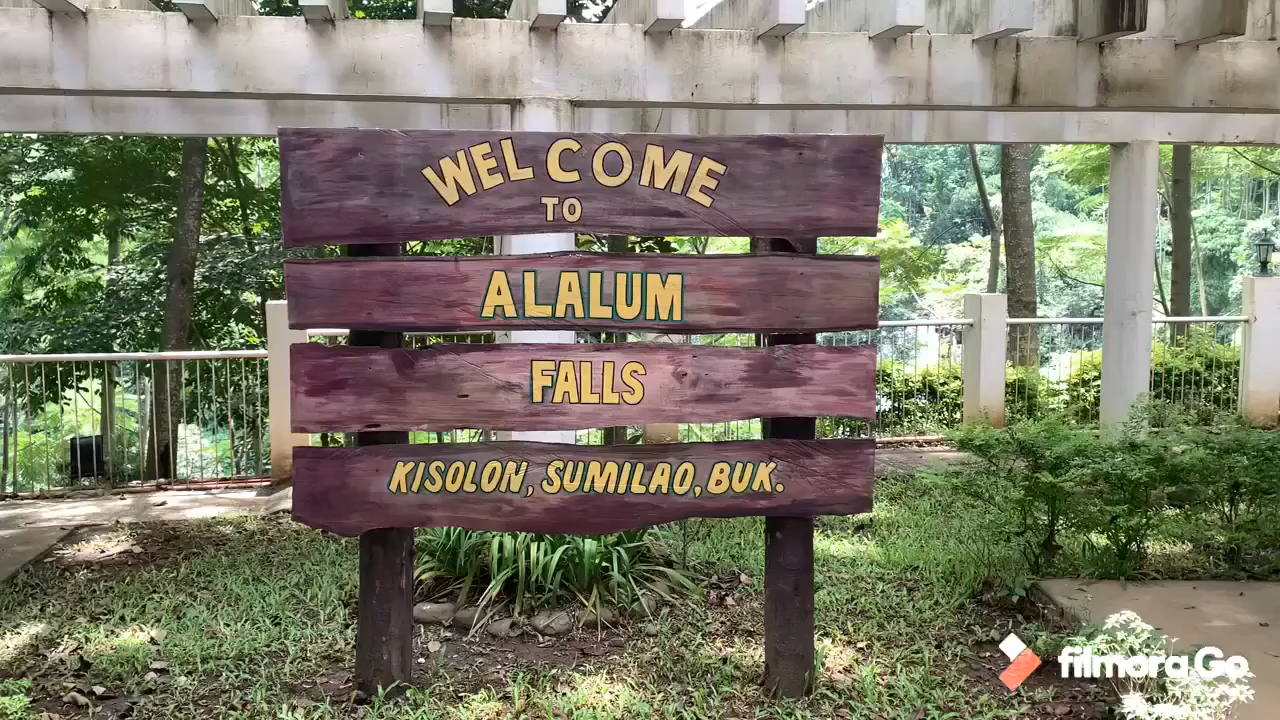 WELCOME
TO
ALALUM
FALLS
KISOLON, SUMILAO, BUK.
filmoraGo